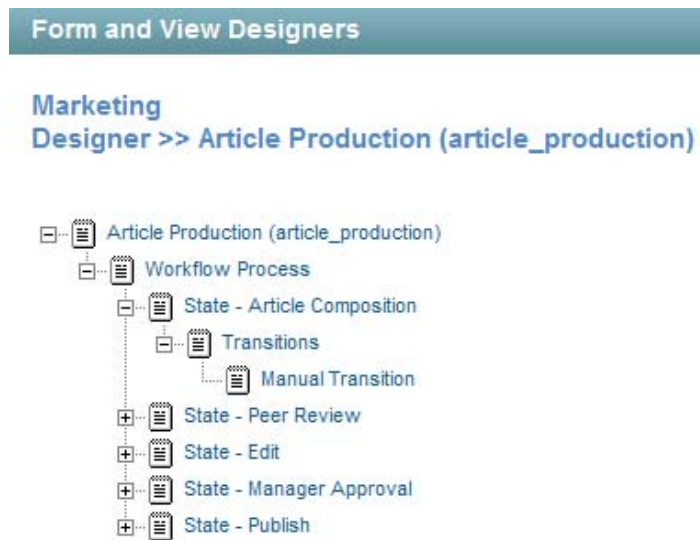 Form and View Designers
Marketing
Designer >> Article Production (article_production)
Article Production (article_production)
Workflow Process
State - Article Composition
Transitions
Manual Transition
State - Peer Review
State - Edit
State - Manager Approval
State - Publish